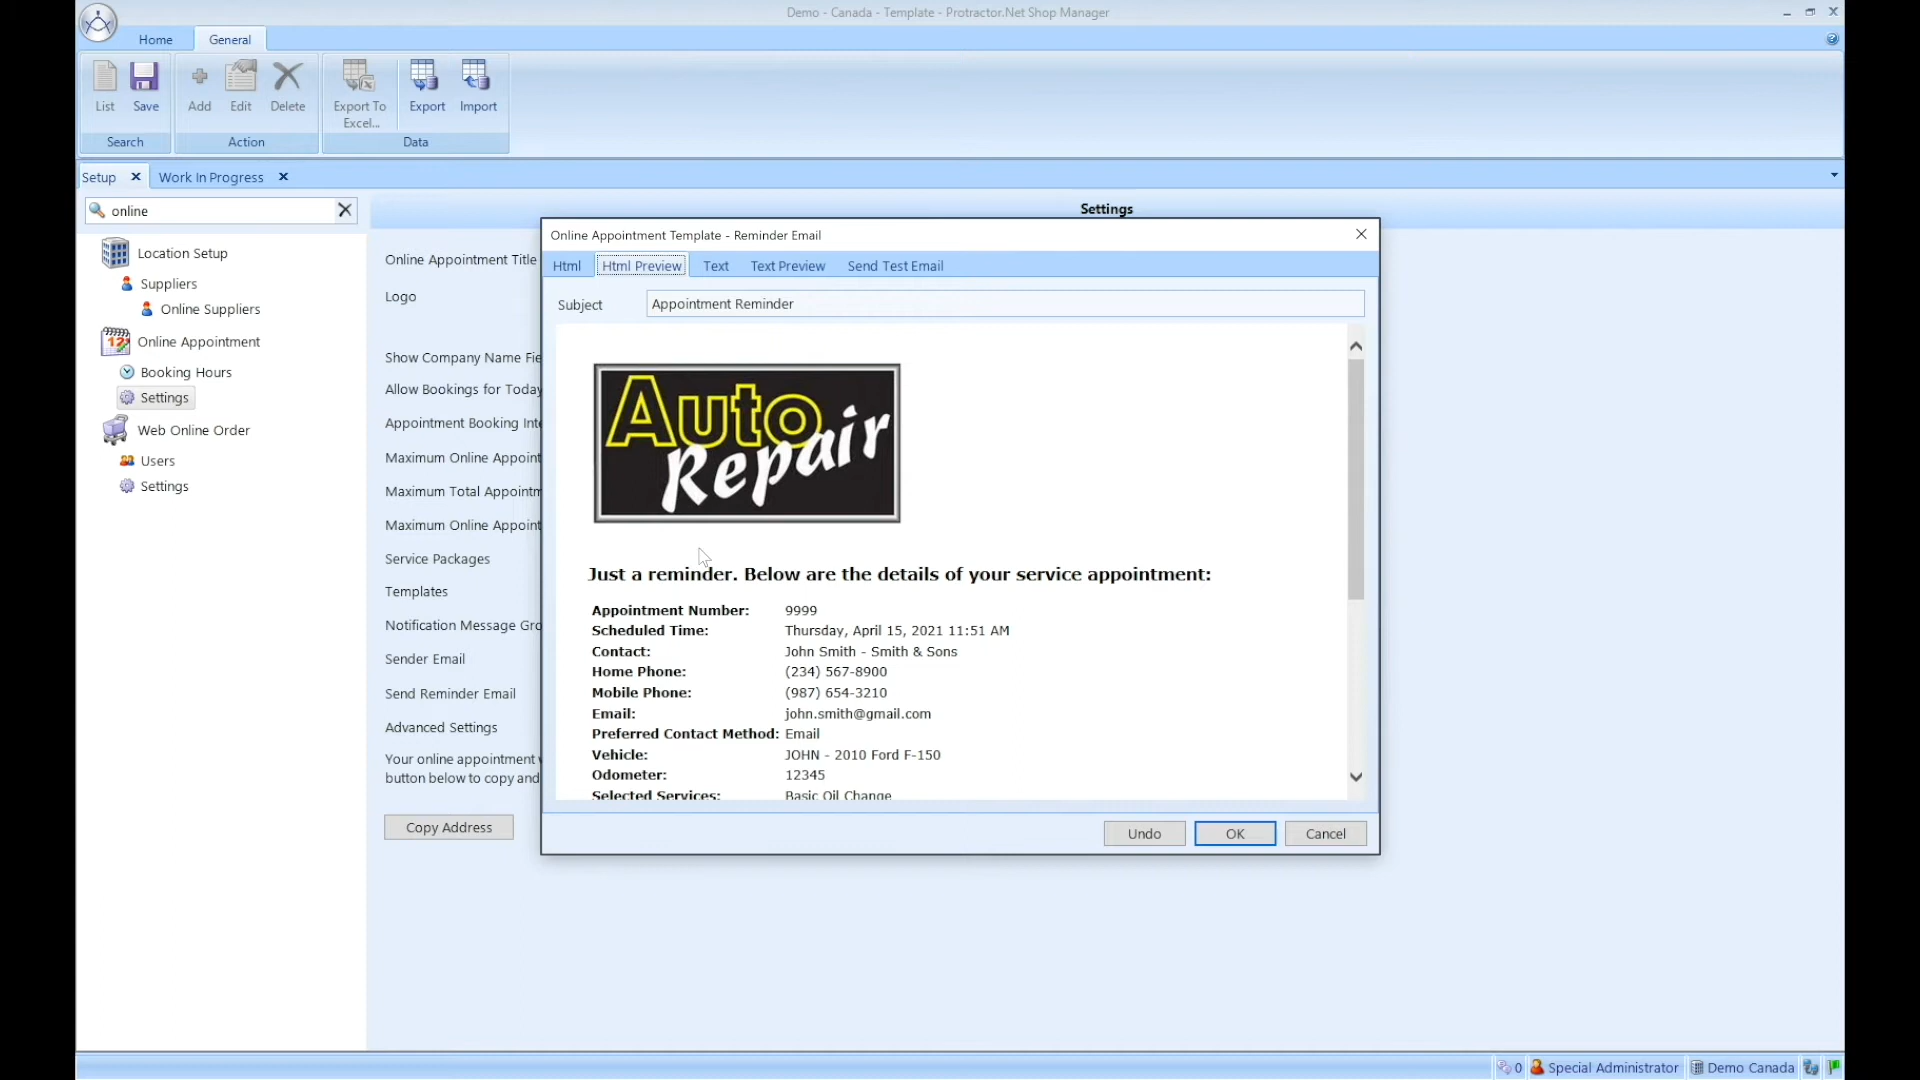 Demo - Canada - Template - Protractor.Net Shop Manager
Home
General
List
Save
Add
Edit
Delete
Export To
Excel...
Export
Import
Search
Action
Data
Setup
Work In Progress
online
Settings
Location Setup
Suppliers
Online Suppliers
Online Appointment
Booking Hours
Settings
Web Online Order
Users
Settings
Online Appointment Title
Logo
Show Company Name Fie
Allow Bookings for Today
Appointment Booking Inte
Maximum Online Appoint
Maximum Total Appointm
Maximum Online Appoint
Service Packages
Templates
Notification Message Gro
Sender Email
Send Reminder Email
Advanced Settings
Your online appointment
button below to copy and
Copy Address
Online Appointment Template - Reminder Email
Html
Html Preview
Text
Text Preview
Send Test Email
Subject
Appointment Reminder
Auto
Repair
Just a reminder. Below are the details of your service appointment:
Appointment Number: 9999
Scheduled Time: Thursday, April 15, 2021 11:51 AM
Contact: John Smith - Smith & Sons
Home Phone: (234) 567-8900
Mobile Phone: (987) 654-3210
Email: john.smith@gmail.com
Preferred Contact Method: Email
Vehicle: JOHN - 2010 Ford F-150
Odometer: 12345
Selected Services: Basic Oil Change
Undo
OK
Cancel
0
Special Administrator
Demo Canada